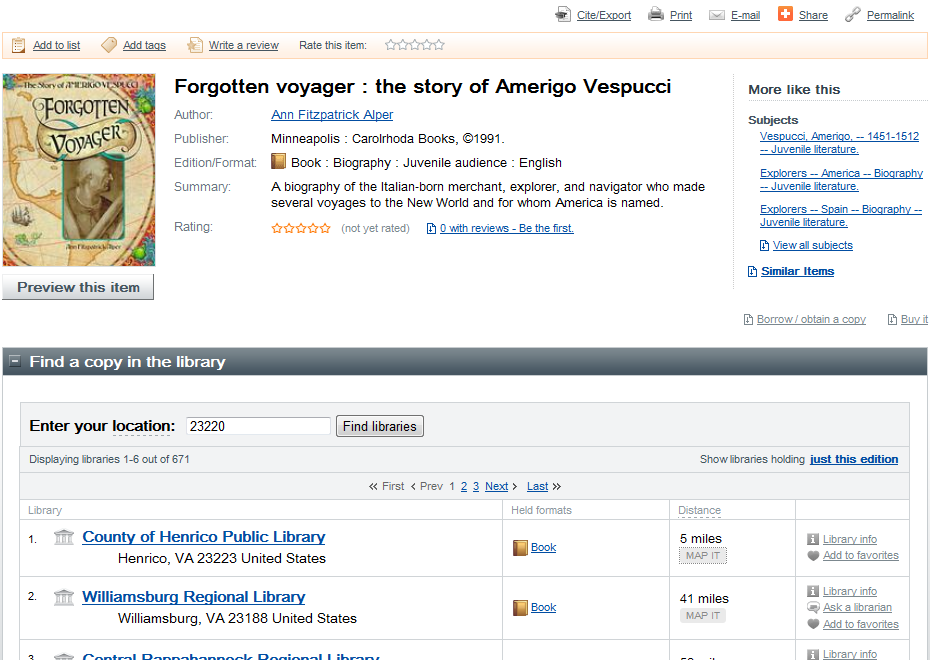 Cite/Export Print E-mail Share Permalink
Add to list Add tags Write a review Rate this item:
The Story of AMERIGO VESPUCCI
FORGOTTEN
VOYAGER
Ann Fitzpatrick Alper
Preview this item
Forgotten voyager : the story of Amerigo Vespucci
Author: Ann Fitzpatrick Alper
Publisher: Minneapolis : Carolrhoda Books, ©1991.
Edition/Format: Book : Biography : Juvenile audience : English
Summary: A biography of the Italian-born merchant, explorer, and navigator who made
several voyages to the New World and for whom America is named.
Rating: (not yet rated) 0 with reviews - Be the first.
More like this
Subjects
Vespucci, Amerigo, -- 1451-1512
-- Juvenile literature.
Explorers -- America -- Biography
-- Juvenile literature.
Explorers -- Spain -- Biography --
Juvenile literature.
View all subjects
Similar Items
Borrow / obtain a copy Buy it
Find a copy in the library
Enter your location: 23220 Find libraries
Displaying libraries 1-6 out of 671 Show libraries holding just this edition
« First ‹ Prev 1 2 3 Next › Last »
Library Held formats Distance
1. County of Henrico Public Library Book 5 miles Library info
Henrico, VA 23223 United States MAP IT Add to favorites
2. Williamsburg Regional Library Book 41 miles Library info
Williamsburg, VA 23188 United States MAP IT Ask a librarian
Add to favorites
3. Central Rappahannock Regional Library Library info